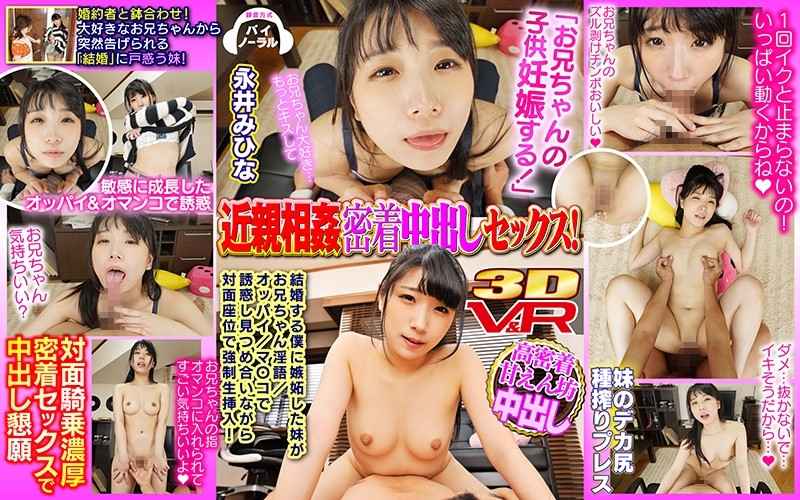 婚約者と鉢合わせ!
大好きなお兄ちゃんから
突然告げられる
「結婚」に戸惑う妹!
敏感に成長した
オッパイ&オマンコで誘惑
お兄ちゃん
気持ちいい?
対面騎乗濃厚
密着セックスで
中出し懇願
お兄ちゃんの指
オマンコに入れられて
すごい気持ちいいよ♥
録音方式
バイノーラル
永井みひな
お兄ちゃん大好き…
もっとキスして
「お兄ちゃんの
子供妊娠する!」
近親相姦密着中出しセックス!
3D
V&R
高密着
甘えん坊
中出し
結婚する僕に嫉妬した妹が
お兄ちゃん淫語/
オッパイ/マ○コで
誘惑し見つめ合いながら
対面座位で強制生挿入!
1回イクと止まらないの!
いっぱい動くからね♥
お兄ちゃんの
ズル剥けチンポおいしい♥
ダメ…抜かないで…
イキそうだから…♥
妹のデカ尻
種搾りプレス